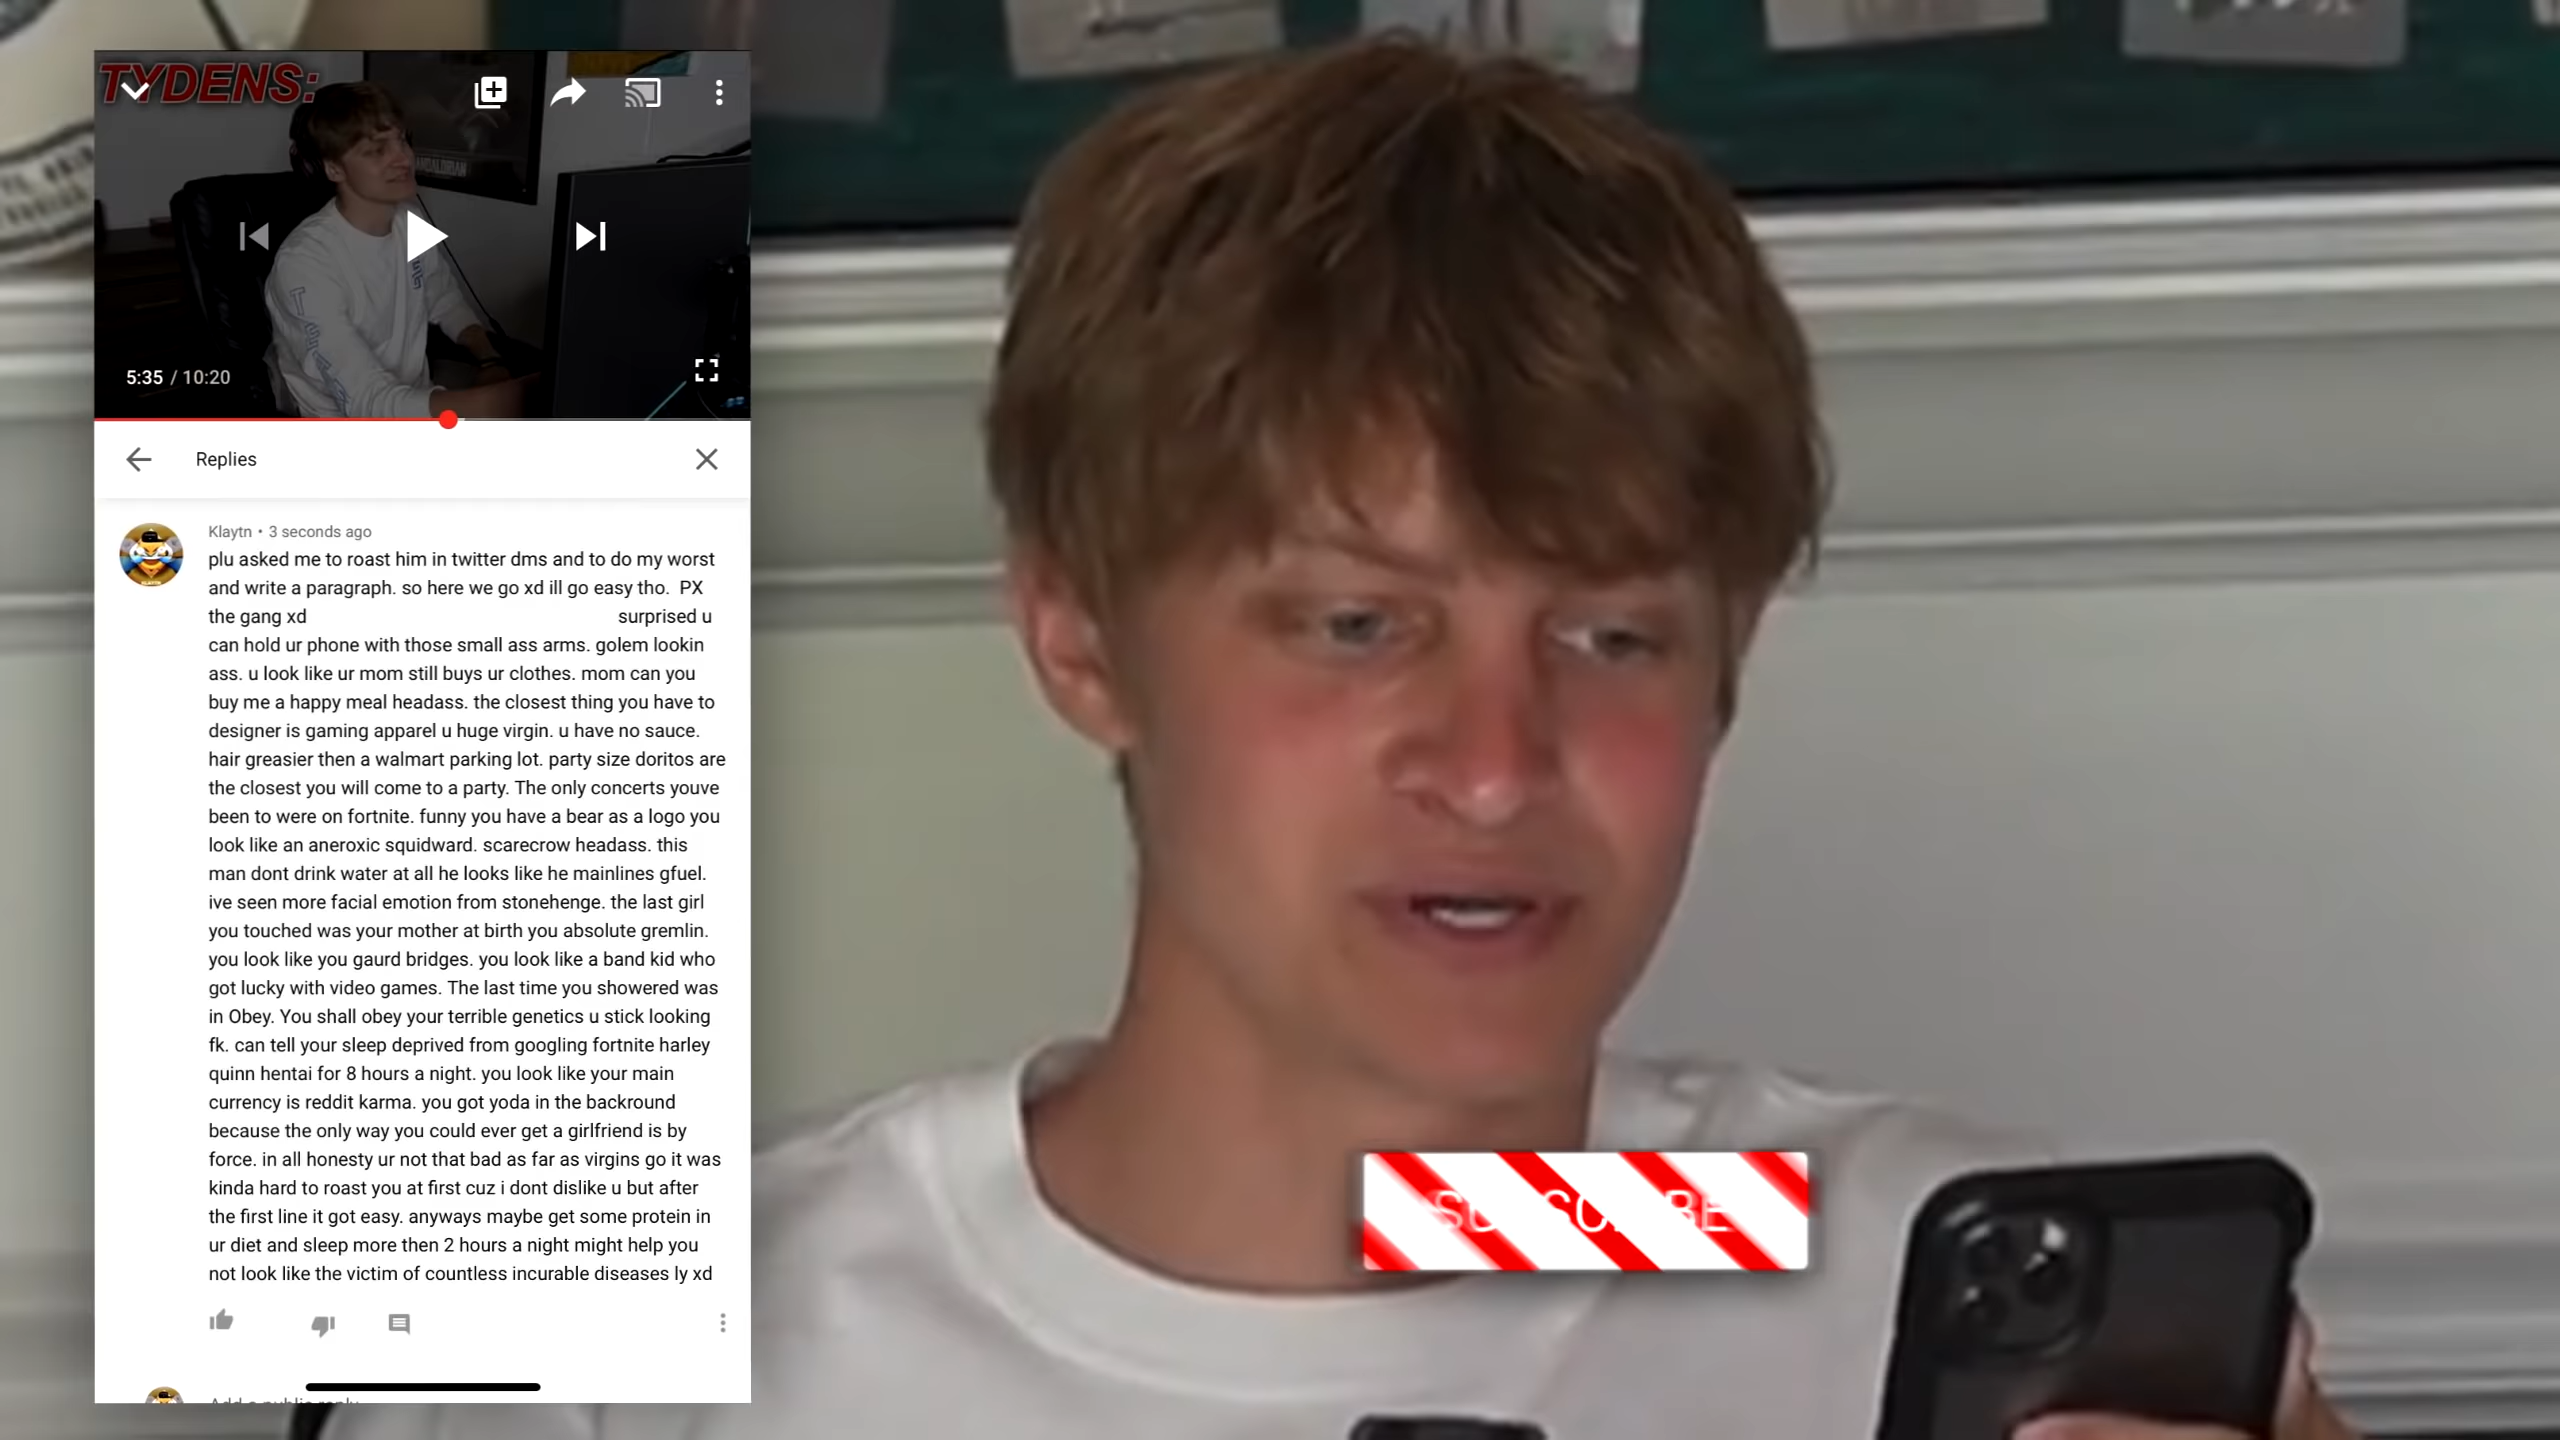 TYDENS:
5:35 / 10:20
Replies
Klaytn • 3 seconds ago
plu asked me to roast him in twitter dms and to do my worst
and write a paragraph. so here we go xd ill go easy tho.  PX
the gang xd surprised u
can hold ur phone with those small ass arms. golem lookin
ass. u look like ur mom still buys ur clothes. mom can you
buy me a happy meal headass. the closest thing you have to
designer is gaming apparel u huge virgin. u have no sauce.
hair greasier then a walmart parking lot. party size doritos are
the closest you will come to a party. The only concerts youve
been to were on fortnite. funny you have a bear as a logo you
look like an aneroxic squidward. scarecrow headass. this
man dont drink water at all he looks like he mainlines gfuel.
ive seen more facial emotion from stonehenge. the last girl
you touched was your mother at birth you absolute gremlin.
you look like you gaurd bridges. you look like a band kid who
got lucky with video games. The last time you showered was
in Obey. You shall obey your terrible genetics u stick looking
fk. can tell your sleep deprived from googling fortnite harley
quinn hentai for 8 hours a night. you look like your main
currency is reddit karma. you got yoda in the backround
because the only way you could ever get a girlfriend is by
force. in all honesty ur not that bad as far as virgins go it was
kinda hard to roast you at first cuz i dont dislike u but after
the first line it got easy. anyways maybe get some protein in
ur diet and sleep more then 2 hours a night might help you
not look like the victim of countless incurable diseases ly xd
Add a public reply...
SUBSCRIBE